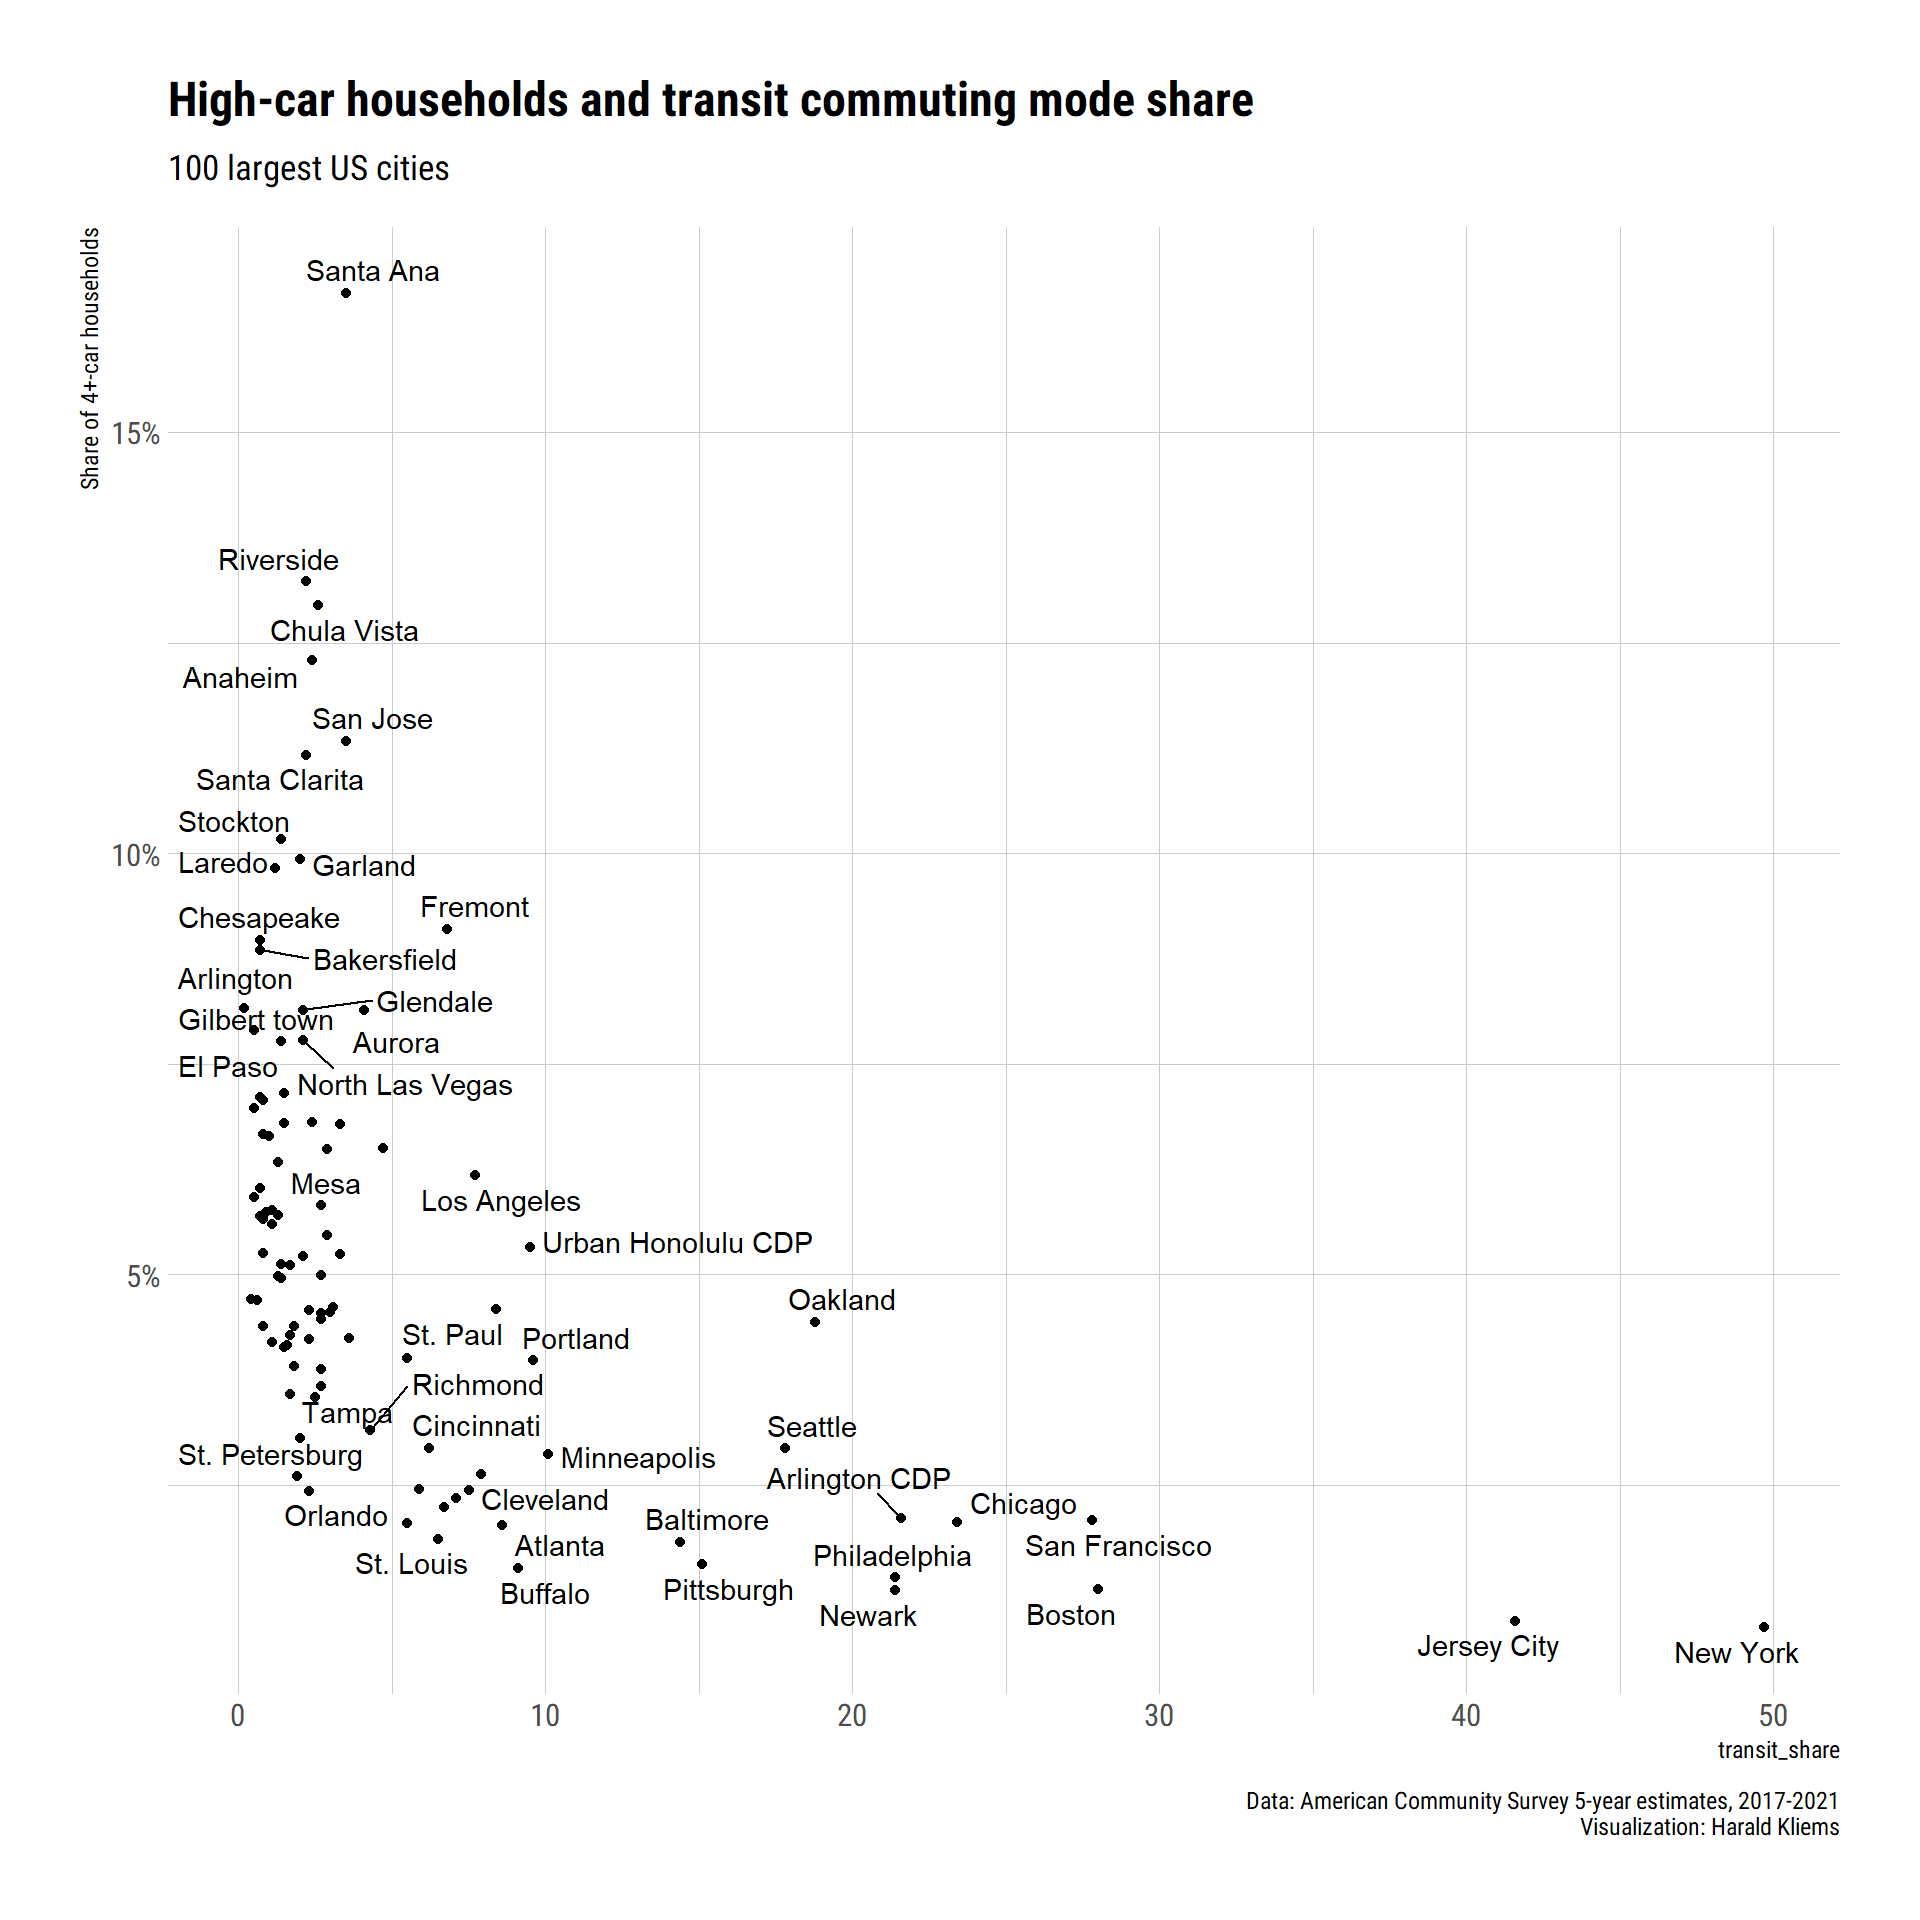 High-car households and transit commuting mode share
100 largest US cities
Share of 4+-car households
Santa Ana
15%
Riverside
Chula Vista
Anaheim
San Jose
Santa Clarita
Stockton
10%
Laredo
Garland
Fremont
Chesapeake
Bakersfield
Arlington
Glendale
Gilbert town
Aurora
El Paso
North Las Vegas
Mesa
Los Angeles
Urban Honolulu CDP
5%
Oakland
St. Paul
Portland
Richmond
Tampa
Cincinnati
Seattle
St. Petersburg
Minneapolis
Arlington CDP
Cleveland
Chicago
Orlando
Baltimore
Atlanta
San Francisco
St. Louis
Philadelphia
Buffalo
Pittsburgh
Newark
Boston
Jersey City
New York
0 10 20 30 40 50
transit_share
Data: American Community Survey 5-year estimates, 2017-2021
Visualization: Harald Kliems